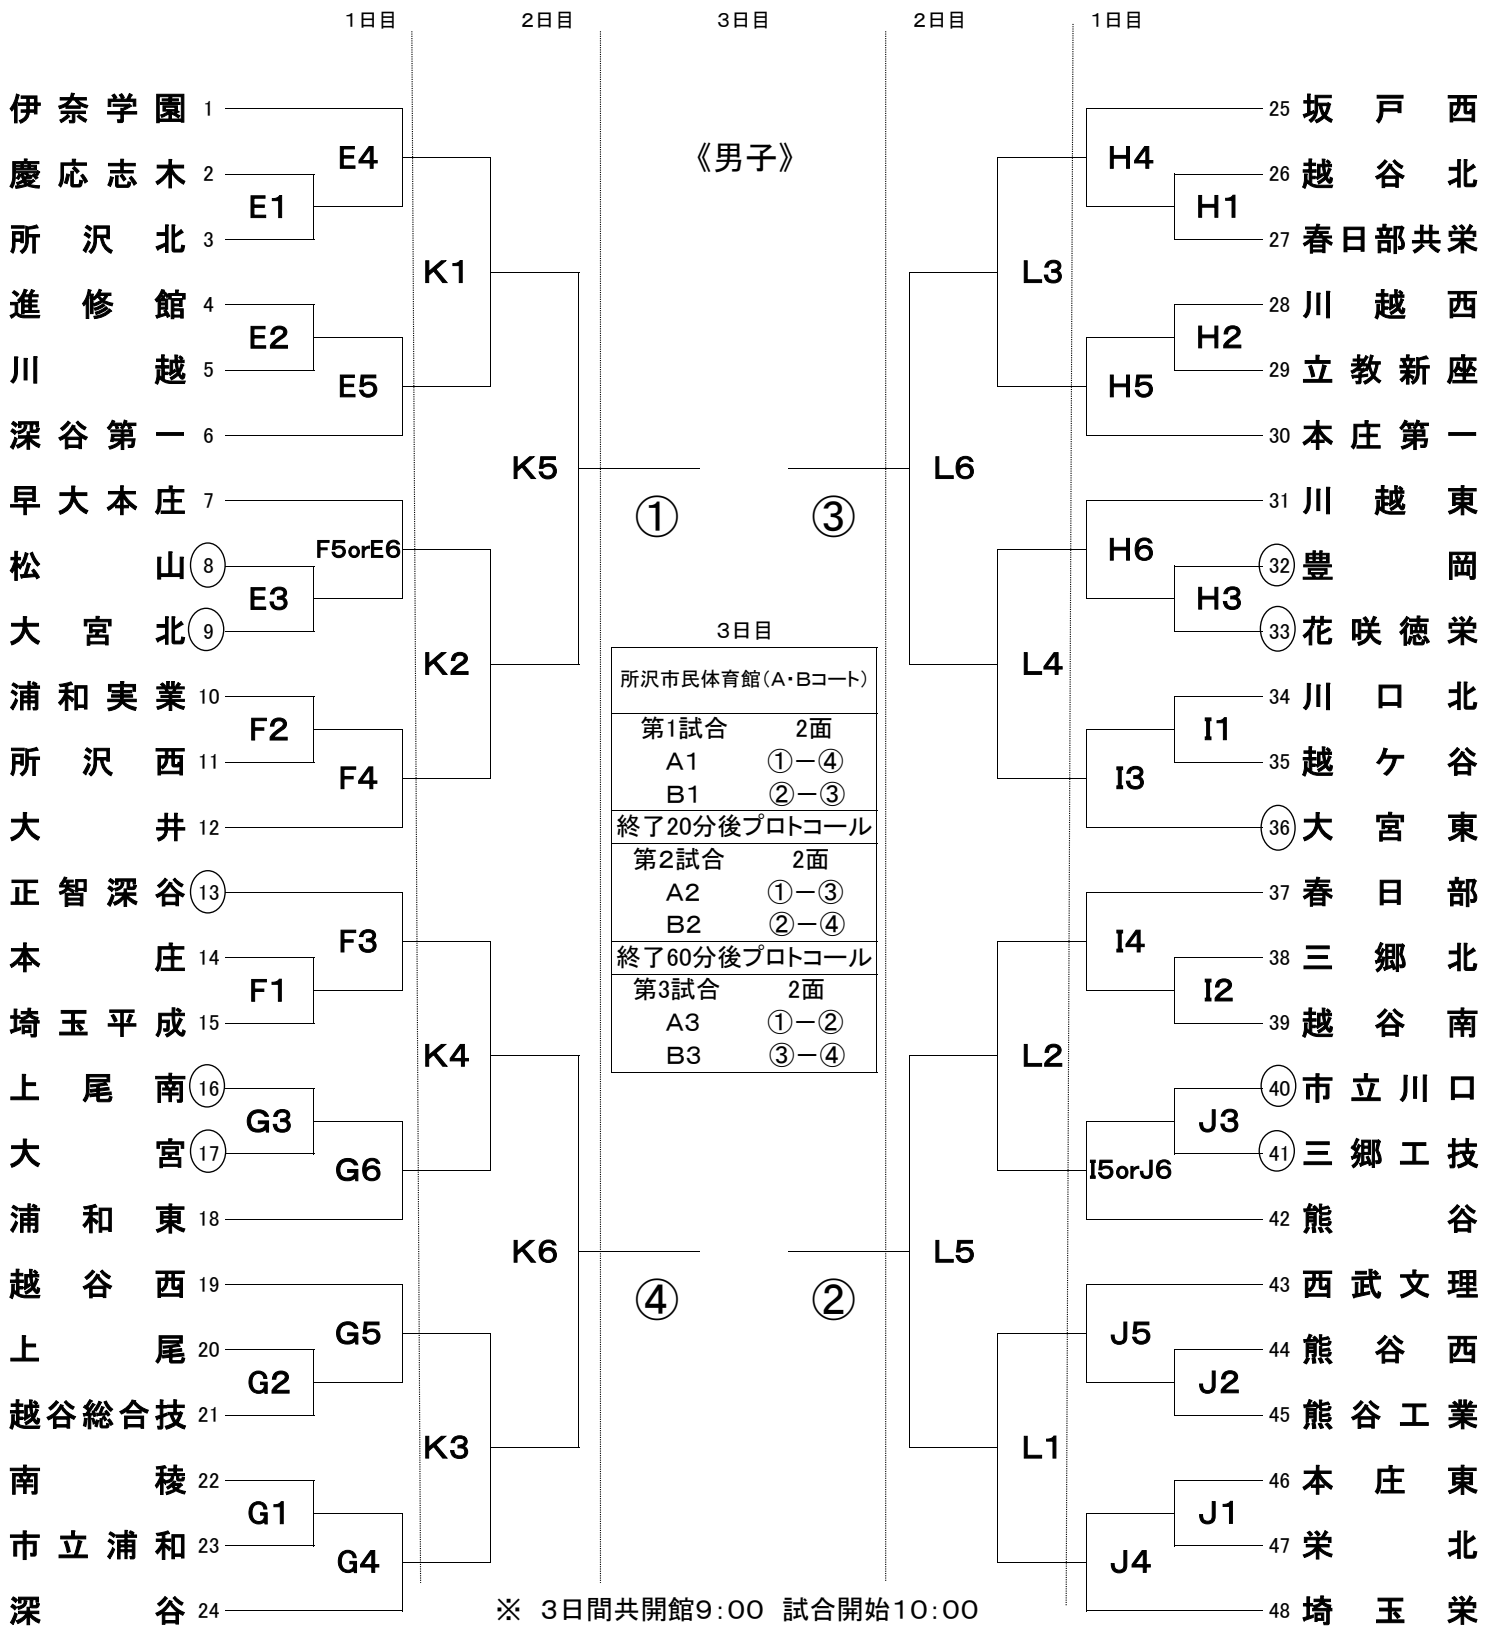 1日目 2日目 3日目 2日目 1日目
《男子》
伊奈学園 1
慶応志木 2
所沢北 3
進修館 4
川越 5
深谷第一 6
早大本庄 7
松山 8
大宮北 9
浦和実業 10
所沢西 11
大井 12
正智深谷 13
本庄 14
埼玉平成 15
上尾南 16
大宮 17
浦和東 18
越谷西 19
上尾 20
越谷総合技 21
南稜 22
市立浦和 23
深谷 24
E4
E1
E2
E5
F5orE6
E3
F2
F4
F3
F1
G3
G6
G5
G2
G1
G4
K1
K2
K4
K3
K5
K6
①
④
3日目
所沢市民体育館(A・Bコート)
第1試合 2面
A1 ①-④
B1 ②-③
終了20分後プロトコール
第2試合 2面
A2 ①-③
B2 ②-④
終了60分後プロトコール
第3試合 2面
A3 ①-②
B3 ③-④
③
②
L6
L5
L3
L4
L2
L1
H4
H1
H2
H5
H6
H3
I1
I3
I4
I2
J3
I5orJ6
J5
J2
J1
J4
25 坂戸西
26 越谷北
27 春日部共栄
28 川越西
29 立教新座
30 本庄第一
31 川越東
32 豊岡
33 花咲徳栄
34 川口北
35 越ケ谷
36 大宮東
37 春日部
38 三郷北
39 越谷南
40 市立川口
41 三郷工技
42 熊谷
43 西武文理
44 熊谷西
45 熊谷工業
46 本庄東
47 栄北
48 埼玉栄
※ 3日間共開館9:00 試合開始10:00